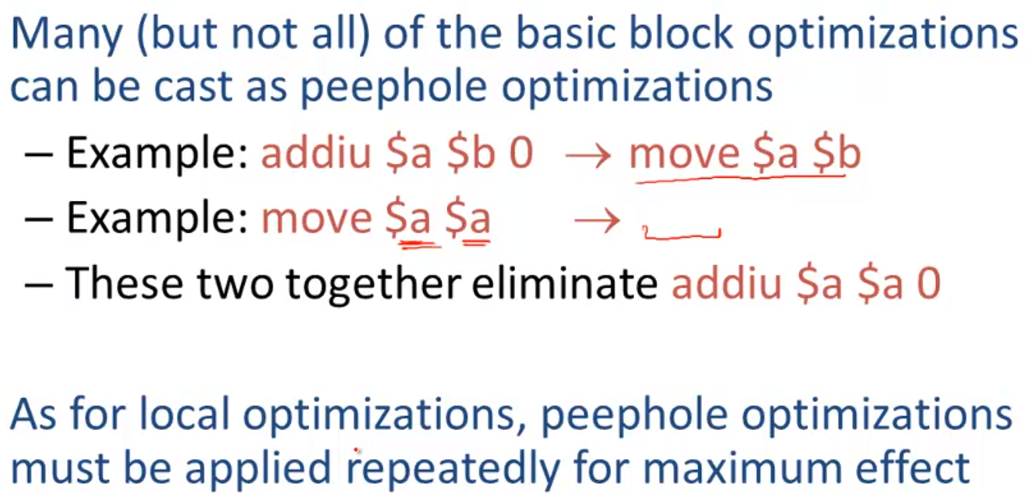 Many (but not all) of the basic block optimizations
can be cast as peephole optimizations
– Example: addiu $a $b 0 → move $a $b
– Example: move $a $a →
– These two together eliminate addiu $a $a 0
As for local optimizations, peephole optimizations
must be applied repeatedly for maximum effect